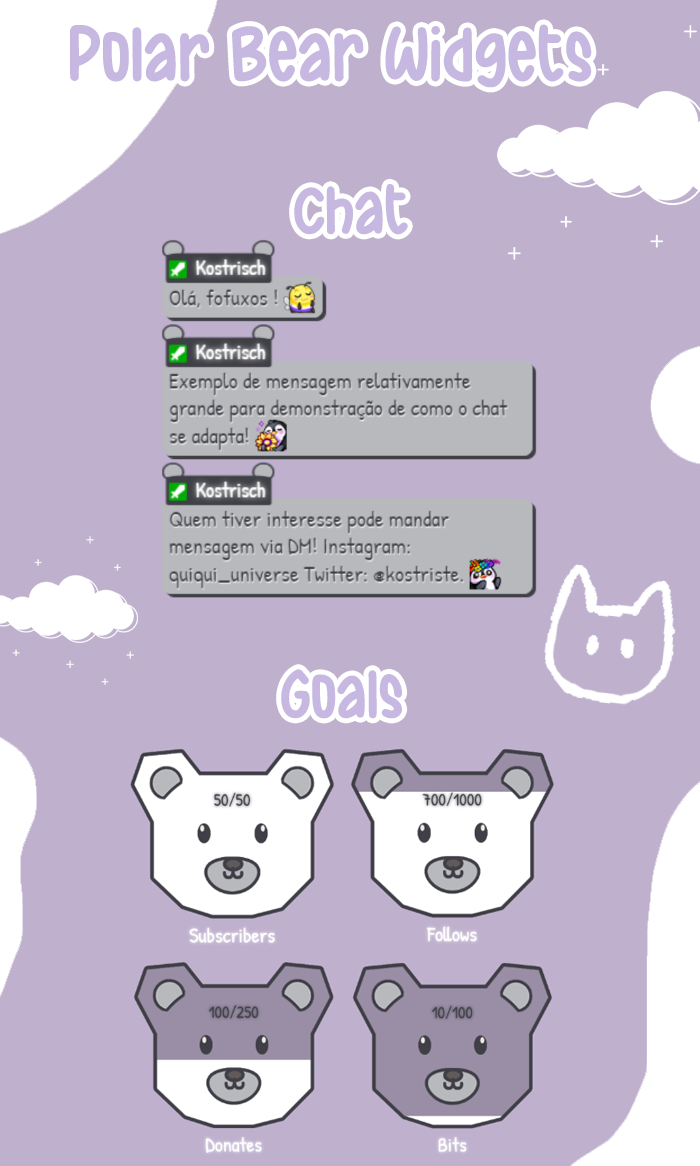 Polar Bear Widgets
Chat
Kostrisch
Olá, fofuxos !
Kostrisch
Exemplo de mensagem relativamente
grande para demonstração de como o chat
se adapta!
Kostrisch
Quem tiver interesse pode mandar
mensagem via DM! Instagram:
quiqui_universe Twitter: @kostriste.
Goals
50/50
700/1000
Subscribers
Follows
100/250
10/100
Donates
Bits